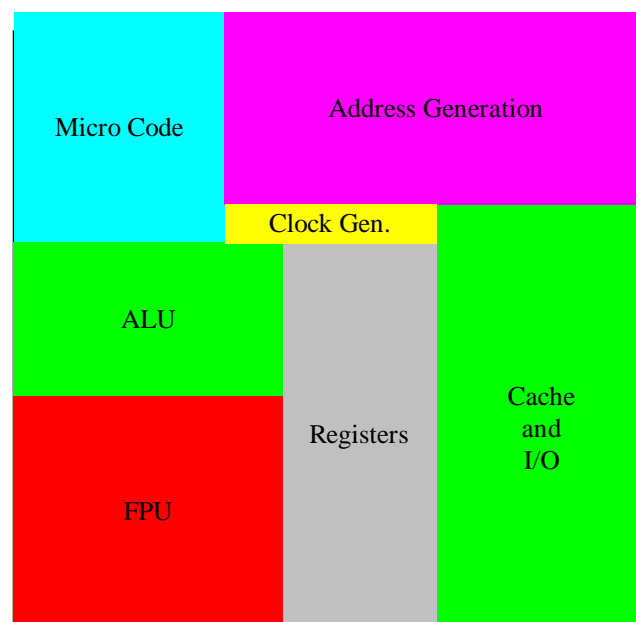 Micro Code
Address Generation
Clock Gen.
ALU
Registers
Cache
and
I/O
FPU